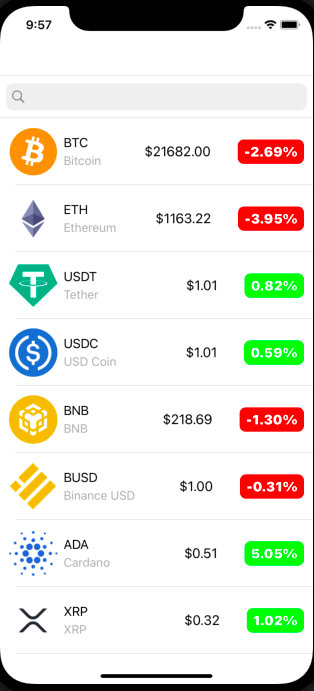 9:57
BTC
Bitcoin
$21682.00
-2.69%
ETH
Ethereum
$1163.22
-3.95%
USDT
Tether
$1.01
0.82%
USDC
USD Coin
$1.01
0.59%
BNB
BNB
$218.69
-1.30%
BUSD
Binance USD
$1.00
-0.31%
ADA
Cardano
$0.51
5.05%
XRP
XRP
$0.32
1.02%